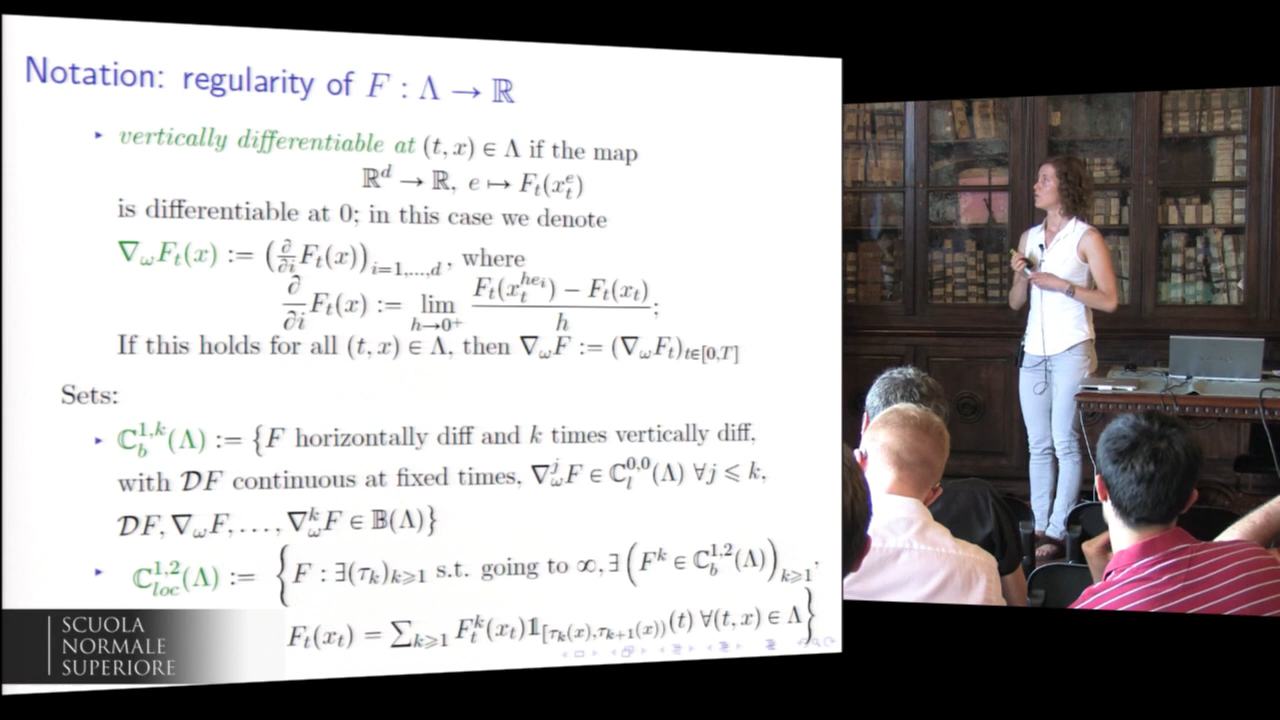 Notation: regularity of F : Λ → ℝ
▸ vertically differentiable at (t, x) ∈ Λ if the map
ℝ^d → ℝ, e ↦ F_t(x_t^e)
is differentiable at 0; in this case we denote
∇_ω F_t(x) := (∂/∂i F_t(x))_{i=1,...,d}, where
∂/∂i F_t(x) := lim_{h→0^+} (F_t(x_t^{he_i}) − F_t(x_t))/h;
If this holds for all (t, x) ∈ Λ, then ∇_ω F := (∇_ω F_t)_{t∈[0,T]}
Sets:
▸ ℂ_b^{1,k}(Λ) := {F horizontally diff and k times vertically diff,
with 𝒟F continuous at fixed times, ∇_ω^j F ∈ ℂ_l^{0,0}(Λ) ∀j ⩽ k,
𝒟F, ∇_ω F, . . . , ∇_ω^k F ∈ 𝔹(Λ)}
▸ ℂ_{loc}^{1,2}(Λ) := {F : ∃(τ_k)_{k⩾1} s.t. going to ∞, ∃ (F^k ∈ ℂ_b^{1,2}(Λ))_{k⩾1},
F_t(x_t) = ∑_{k⩾1} F_t^k(x_t)𝟙_{[τ_k(x),τ_{k+1}(x))}(t) ∀(t, x) ∈ Λ}
SCUOLA
NORMALE
SUPERIORE